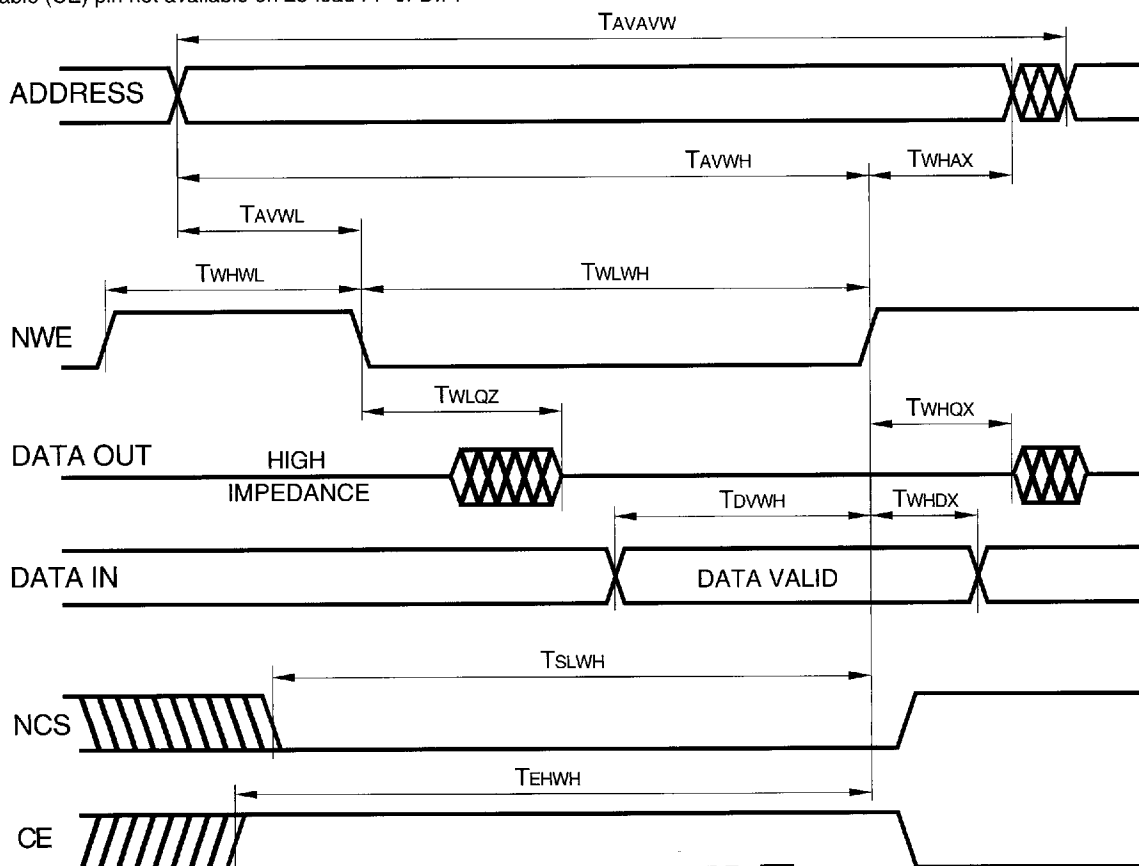 TAVAVW
ADDRESS
TAVWH
TWHAX
TAVWL
TWHWL
TWLWH
NWE
TWLQZ
TWHQX
DATA OUT
HIGH
IMPEDANCE
TDVWH
TWHDX
DATA IN
DATA VALID
TSLWH
NCS
TEHWH
CE